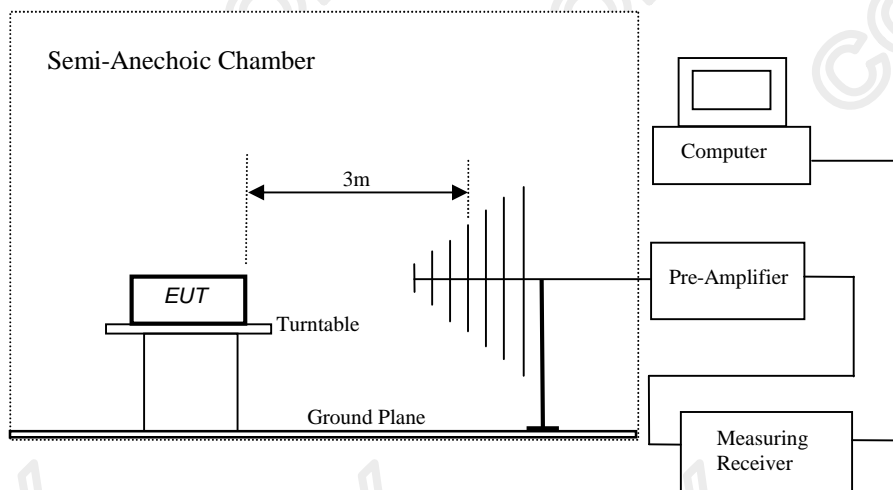 Semi-Anechoic Chamber
Computer
3m
Pre-Amplifier
EUT
Turntable
Ground Plane
Measuring
Receiver